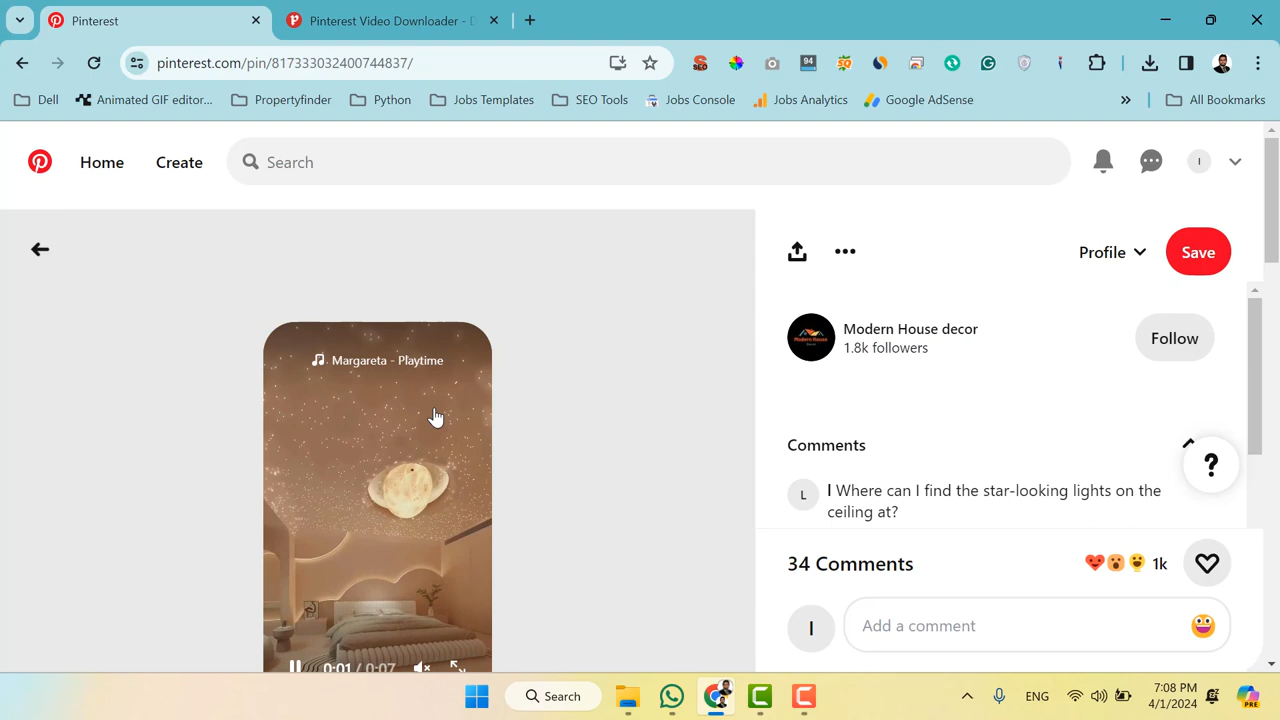 Pinterest
Pinterest Video Downloader - D
pinterest.com/pin/817333032400744837/
94
Dell
Animated GIF editor...
Propertyfinder
Python
Jobs Templates
SEO Tools
Jobs Console
Jobs Analytics
Google AdSense
»
All Bookmarks
Home
Create
Search
I
Profile
Save
Margareta - Playtime
Modern House decor
1.8k followers
Follow
Comments
?
L
I Where can I find the star-looking lights on the
ceiling at?
34 Comments
1k
I
Add a comment
0:01 / 0:07
Search
ENG
7:08 PM
4/1/2024
PRE